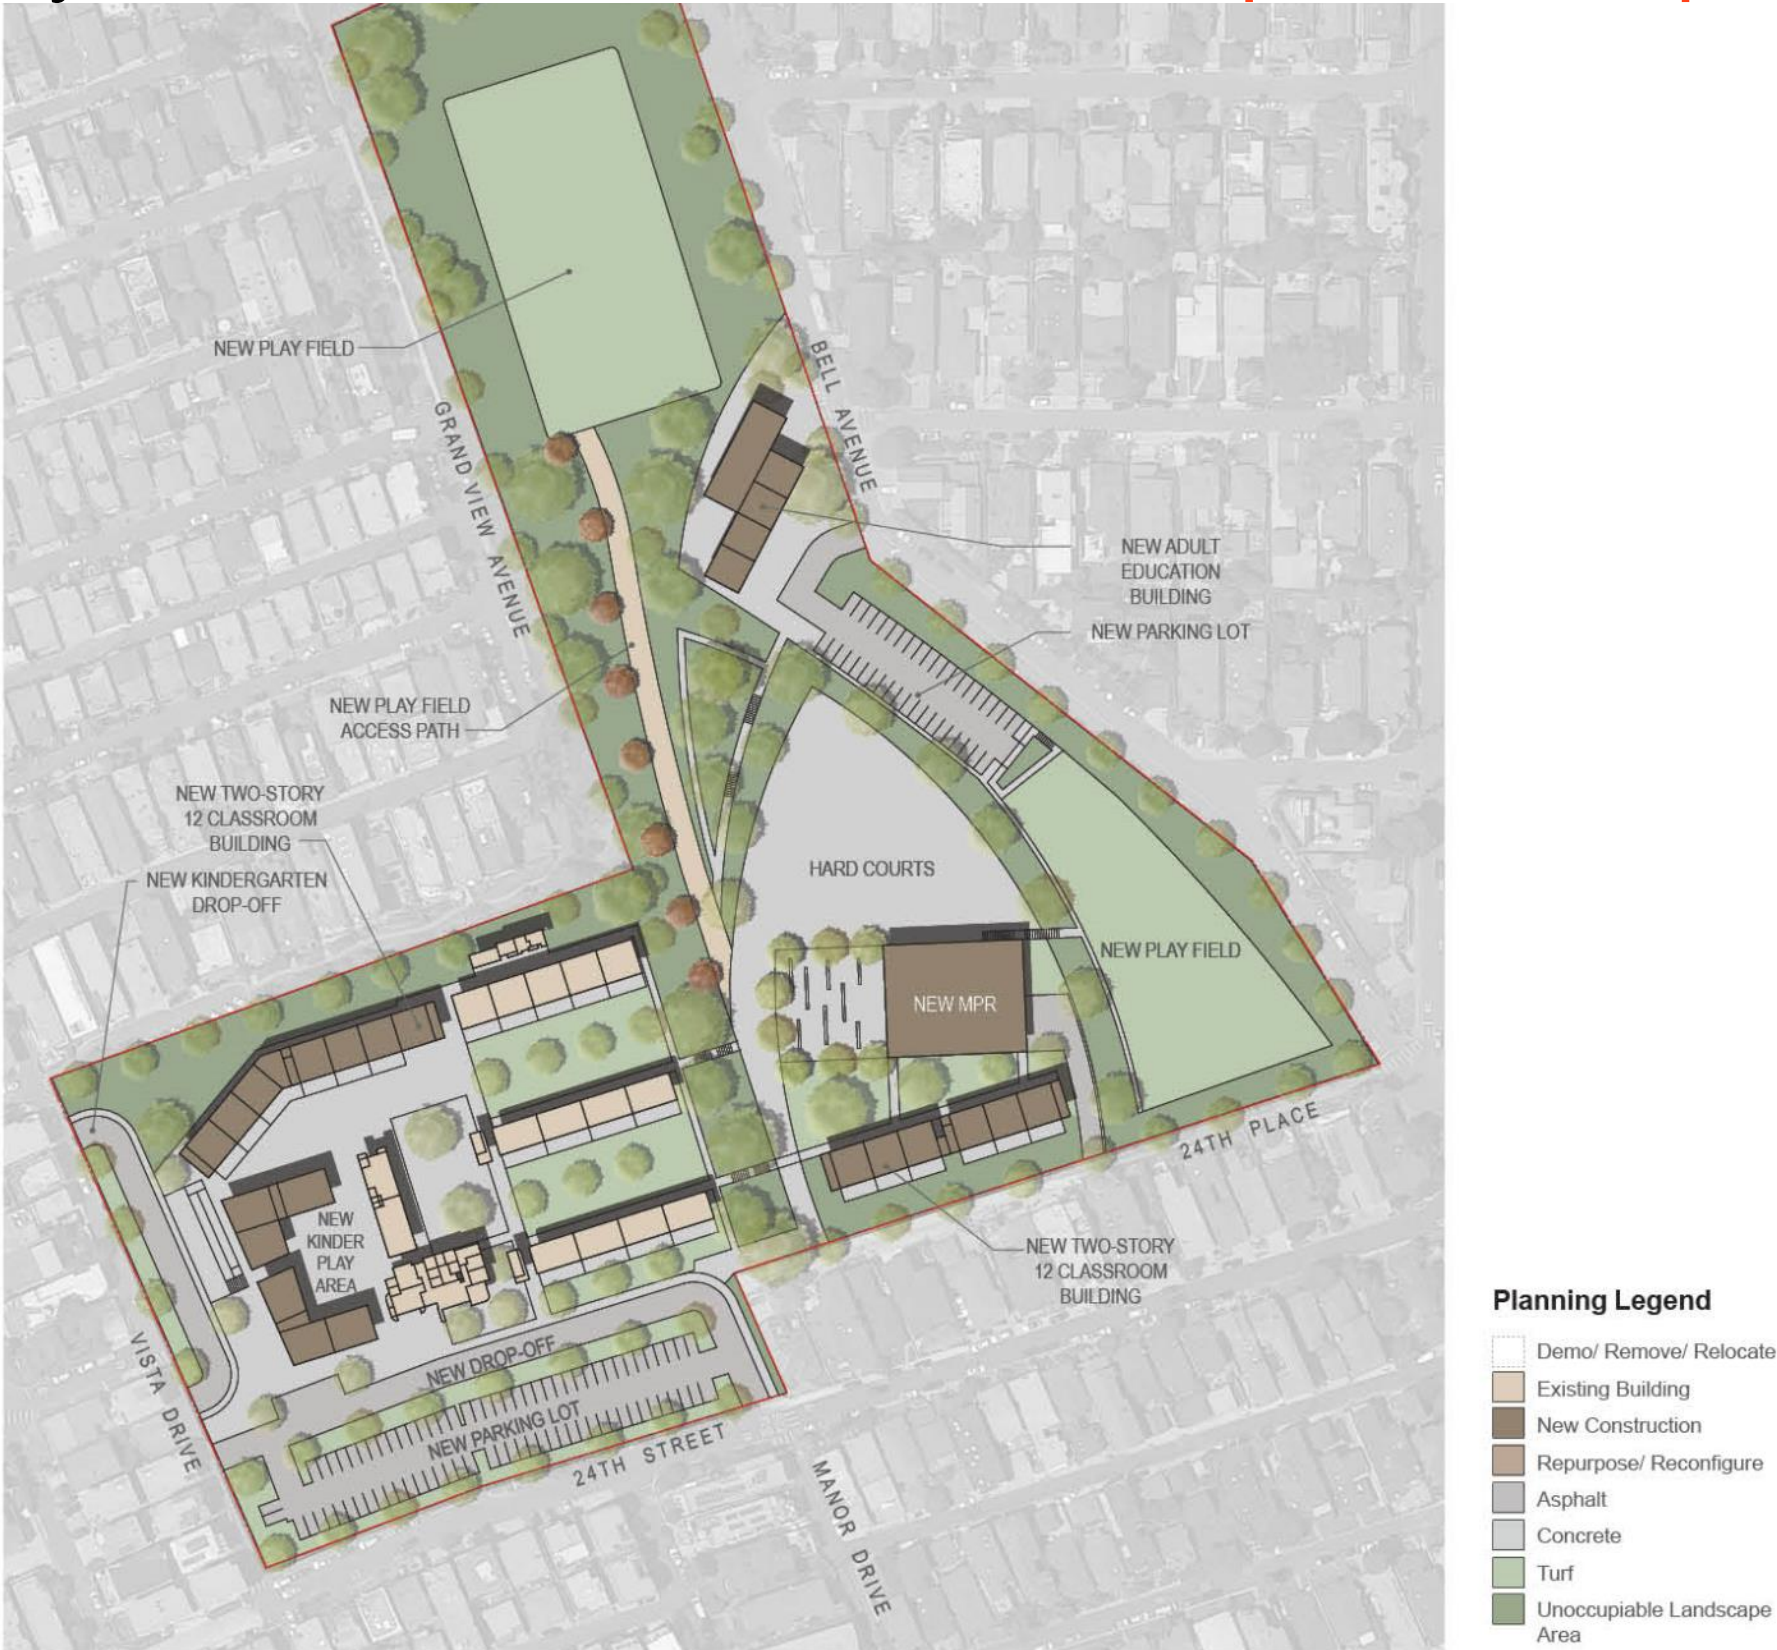 NEW PLAY FIELD
GRAND VIEW AVENUE
BELL AVENUE
NEW ADULT
EDUCATION
BUILDING
NEW PARKING LOT
NEW PLAY FIELD
ACCESS PATH
NEW TWO-STORY
12 CLASSROOM
BUILDING
NEW KINDERGARTEN
DROP-OFF
HARD COURTS
NEW PLAY FIELD
NEW MPR
24TH PLACE
NEW
KINDER
PLAY
AREA
NEW TWO-STORY
12 CLASSROOM
BUILDING
VISTA DRIVE
NEW DROP-OFF
NEW PARKING LOT
24TH STREET
MANOR DRIVE
Planning Legend
Demo/ Remove/ Relocate
Existing Building
New Construction
Repurpose/ Reconfigure
Asphalt
Concrete
Turf
Unoccupiable Landscape
Area